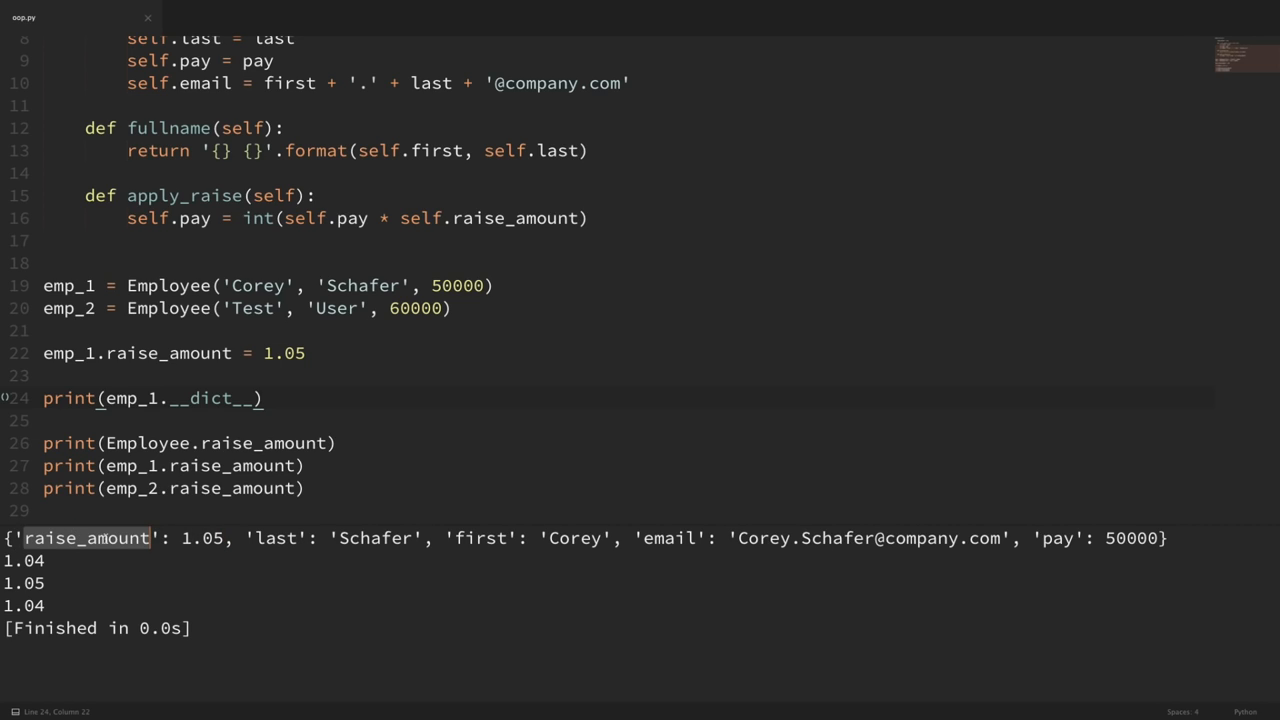 oop.py
8 self.last = last
9 self.pay = pay
10 self.email = first + '.' + last + '@company.com'
11
12 def fullname(self):
13 return '{} {}'.format(self.first, self.last)
14
15 def apply_raise(self):
16 self.pay = int(self.pay * self.raise_amount)
17
18
19 emp_1 = Employee('Corey', 'Schafer', 50000)
20 emp_2 = Employee('Test', 'User', 60000)
21
22 emp_1.raise_amount = 1.05
23
24 print(emp_1.__dict__)
25
26 print(Employee.raise_amount)
27 print(emp_1.raise_amount)
28 print(emp_2.raise_amount)
29
{'raise_amount': 1.05, 'last': 'Schafer', 'first': 'Corey', 'email': 'Corey.Schafer@company.com', 'pay': 50000}
1.04
1.05
1.04
[Finished in 0.0s]
Line 24, Column 22 Spaces: 4 Python